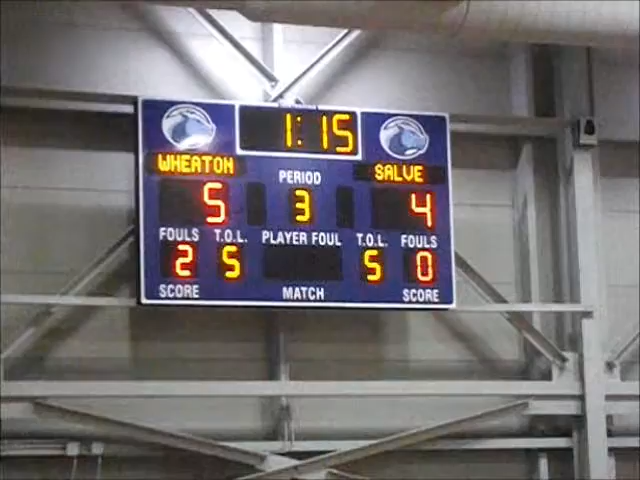 1:15
WHEATON SALVE
PERIOD
5 3 4
FOULS T.O.L. PLAYER FOUL T.O.L. FOULS
2 5 5 0
SCORE MATCH SCORE